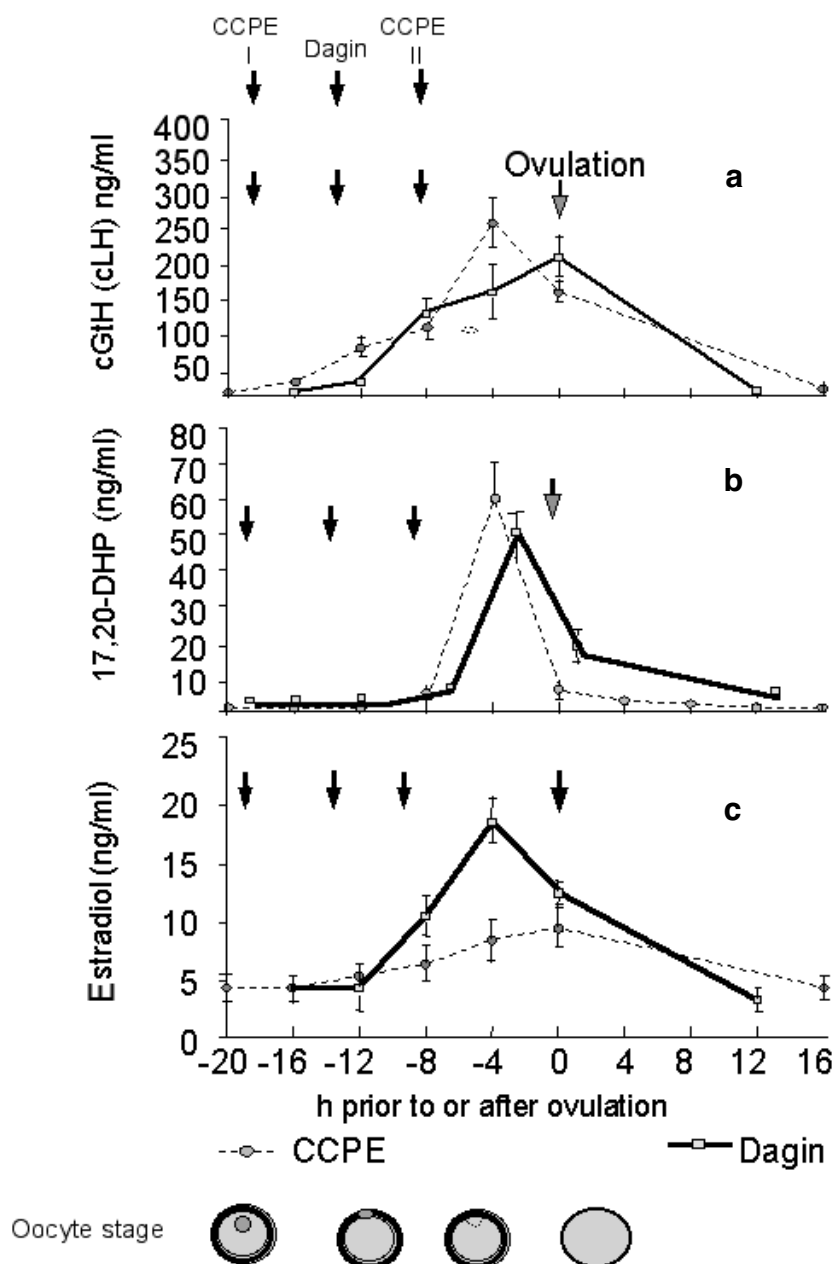 CCPE
I
Dagin
CCPE
II
cGtH (cLH) ng/ml
400
350
300
250
200
150
100
50
Ovulation
a
17,20-DHP (ng/ml)
80
70
60
50
40
30
20
10
b
Estradiol (ng/ml)
25
20
15
10
5
0
c
-20 -16 -12 -8 -4 0 4 8 12 16
h prior to or after ovulation
CCPE Dagin
Oocyte stage